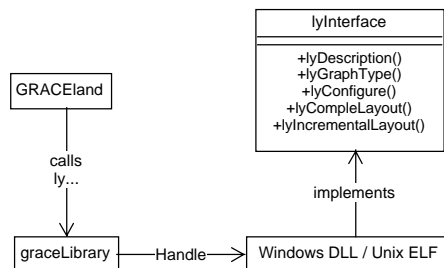 lyInterface
+lyDescription()
+lyGraphType()
+lyConfigure()
+lyCompleLayout()
+lyIncrementalLayout()
GRACEland
calls
ly...
implements
graceLibrary
Handle
Windows DLL / Unix ELF